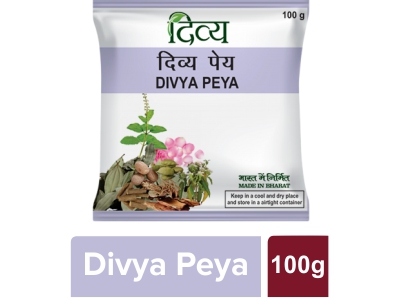 100 g
दिव्य
दिव्य पेय
DIVYA PEYA
भारत में निर्मित
MADE IN BHARAT
Keep in a cool and dry place
and store in a airtight container
Divya Peya 100g